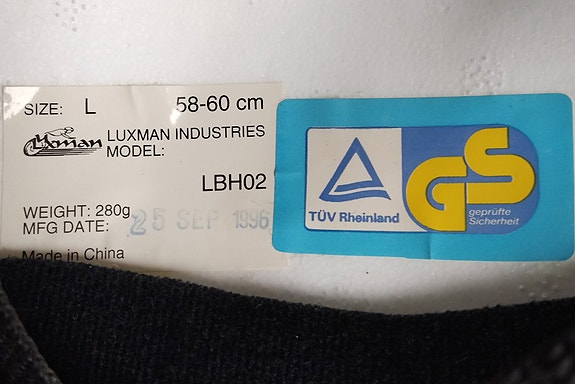 SIZE: L 58-60 cm
Luxman LUXMAN INDUSTRIES
MODEL:
LBH02
WEIGHT: 280g
MFG DATE: 25 SEP 1996
Made in China
TÜV Rheinland
GS
geprüfte
Sicherheit